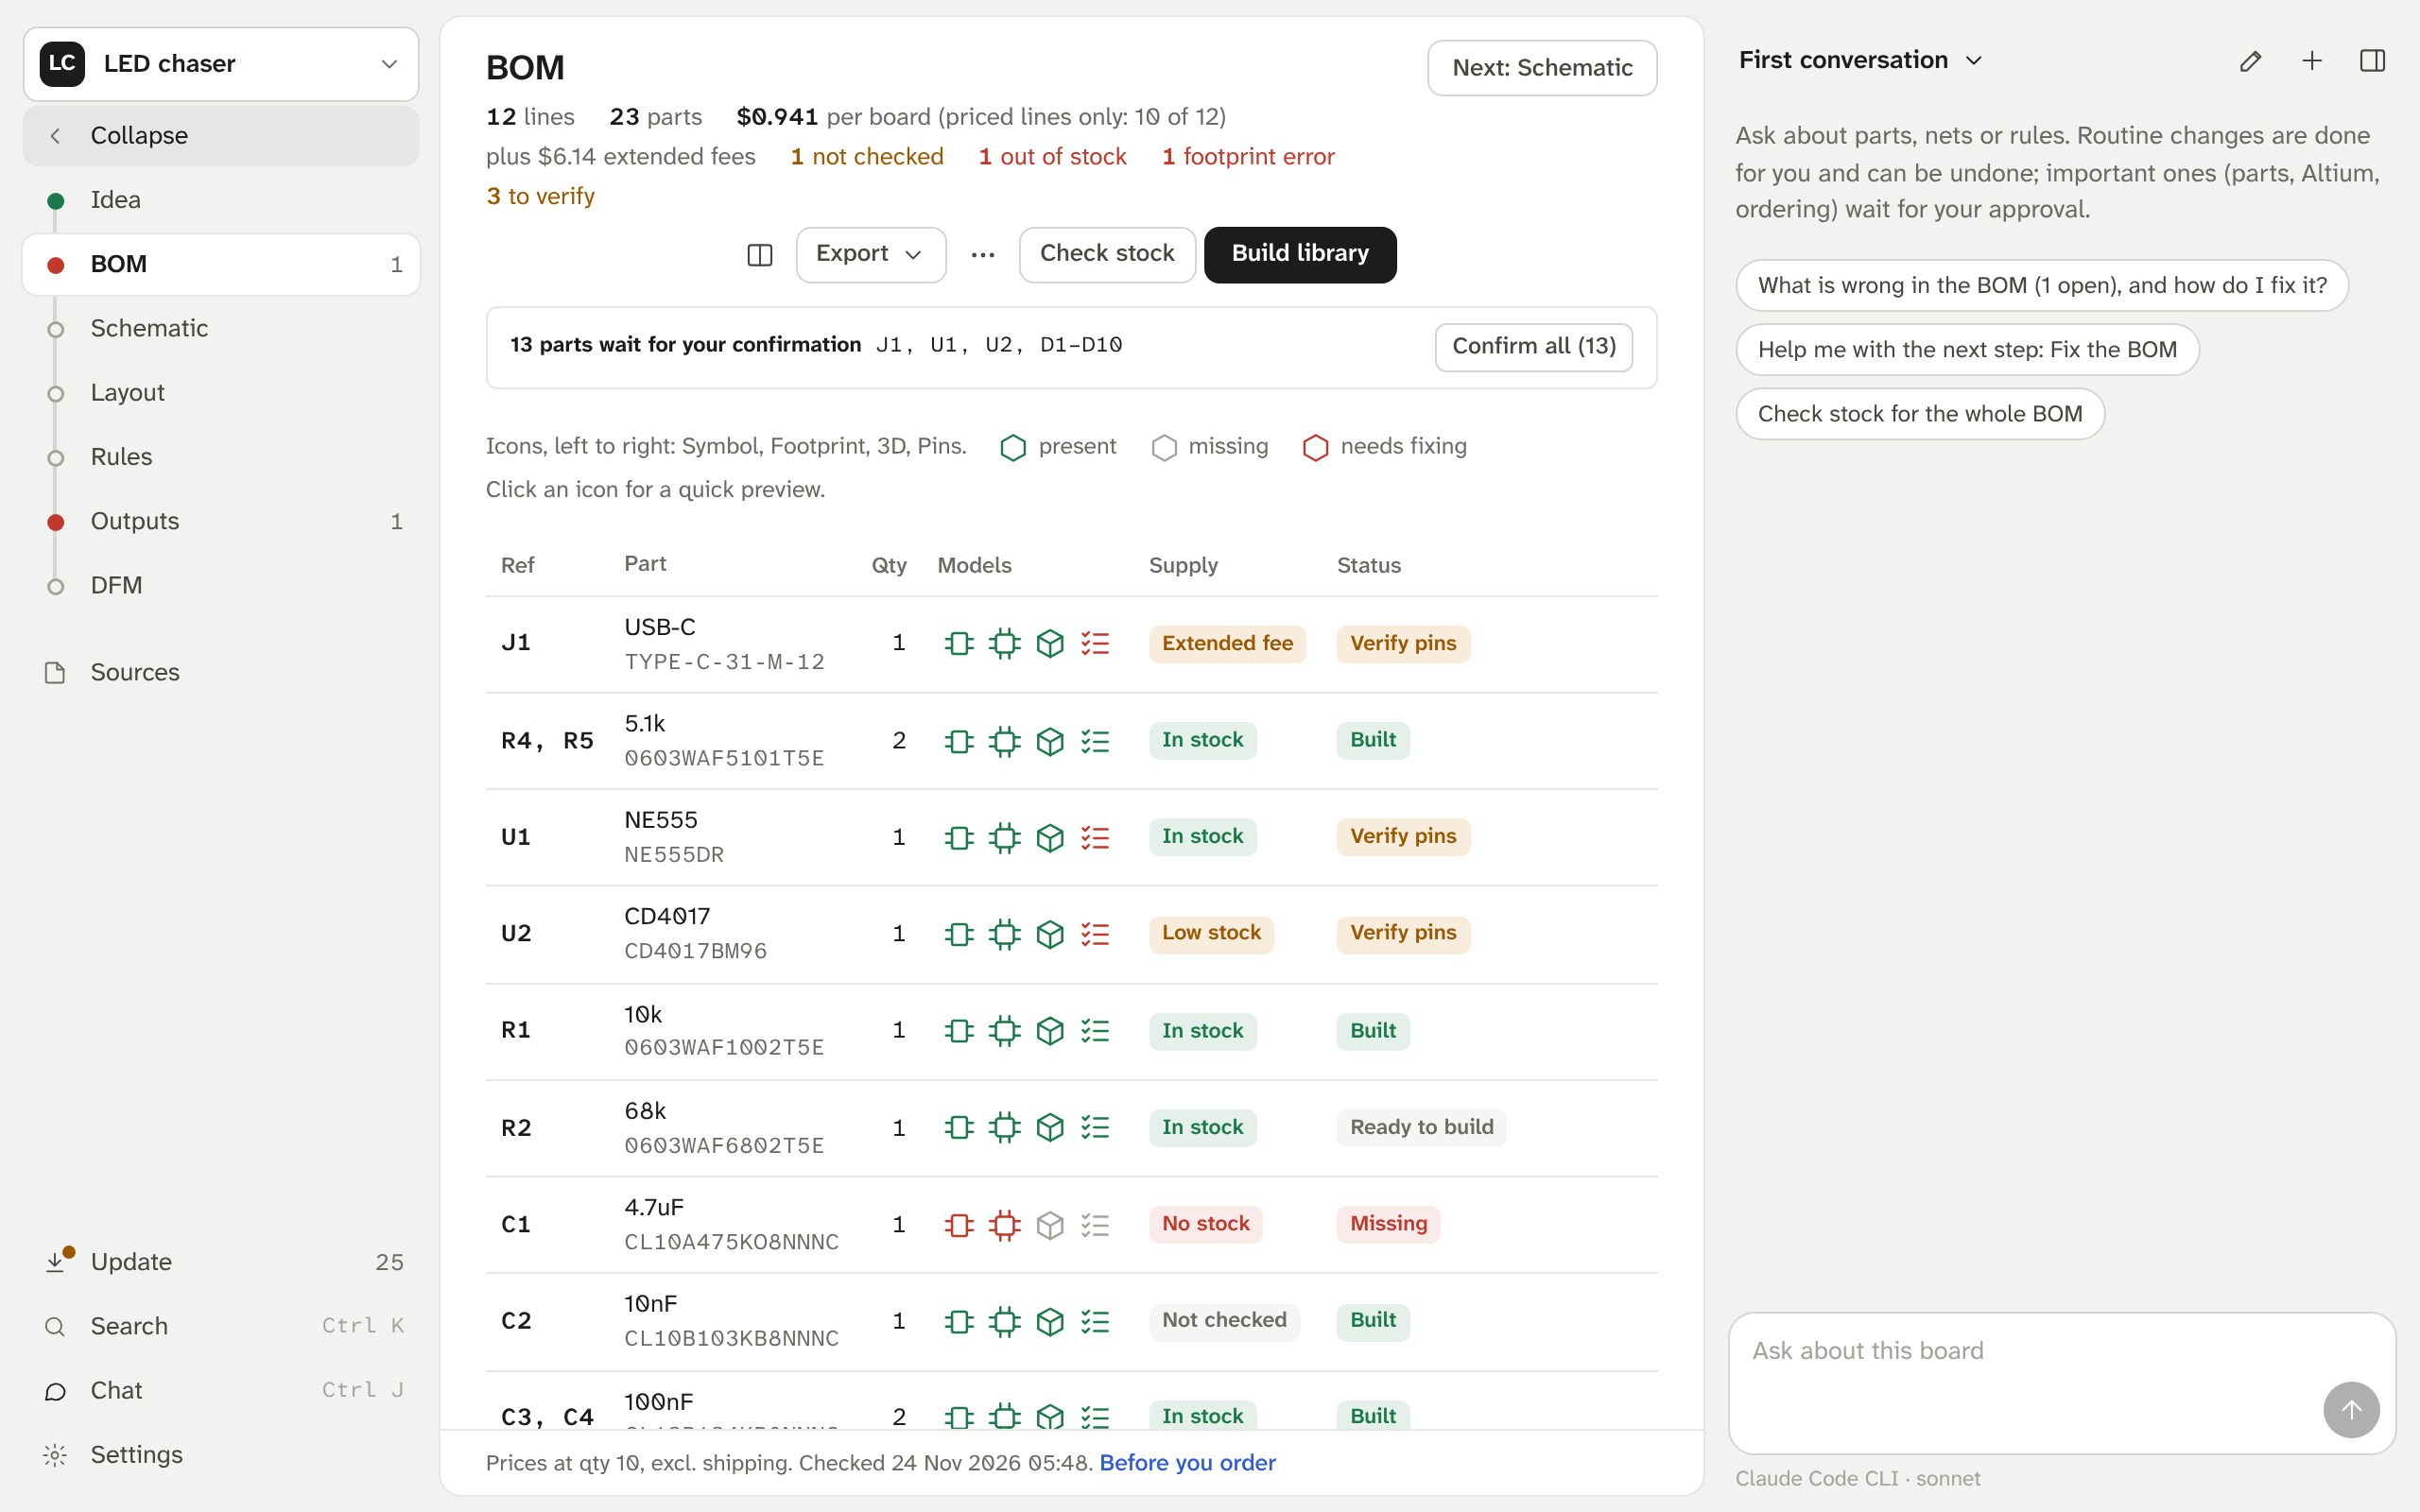 LC LED chaser
Collapse
Idea
BOM 1
Schematic
Layout
Rules
Outputs 1
DFM
Sources
Update 25
Search Ctrl K
Chat Ctrl J
Settings
BOM
Next: Schematic
12 lines 23 parts $0.941 per board (priced lines only: 10 of 12)
plus $6.14 extended fees 1 not checked 1 out of stock 1 footprint error
3 to verify
Export ... Check stock Build library
13 parts wait for your confirmation J1, U1, U2, D1–D10 Confirm all (13)
Icons, left to right: Symbol, Footprint, 3D, Pins. present missing needs fixing
Click an icon for a quick preview.
Ref Part Qty Models Supply Status
J1 USB-C 1 Extended fee Verify pins
TYPE-C-31-M-12
R4, R5 5.1k 2 In stock Built
0603WAF5101T5E
U1 NE555 1 In stock Verify pins
NE555DR
U2 CD4017 1 Low stock Verify pins
CD4017BM96
R1 10k 1 In stock Built
0603WAF1002T5E
R2 68k 1 In stock Ready to build
0603WAF6802T5E
C1 4.7uF 1 No stock Missing
CL10A475KO8NNNC
C2 10nF 1 Not checked Built
CL10B103KB8NNNC
C3, C4 100nF 2 In stock Built
Prices at qty 10, excl. shipping. Checked 24 Nov 2026 05:48. Before you order
First conversation
Ask about parts, nets or rules. Routine changes are done
for you and can be undone; important ones (parts, Altium,
ordering) wait for your approval.
What is wrong in the BOM (1 open), and how do I fix it?
Help me with the next step: Fix the BOM
Check stock for the whole BOM
Ask about this board
Claude Code CLI · sonnet